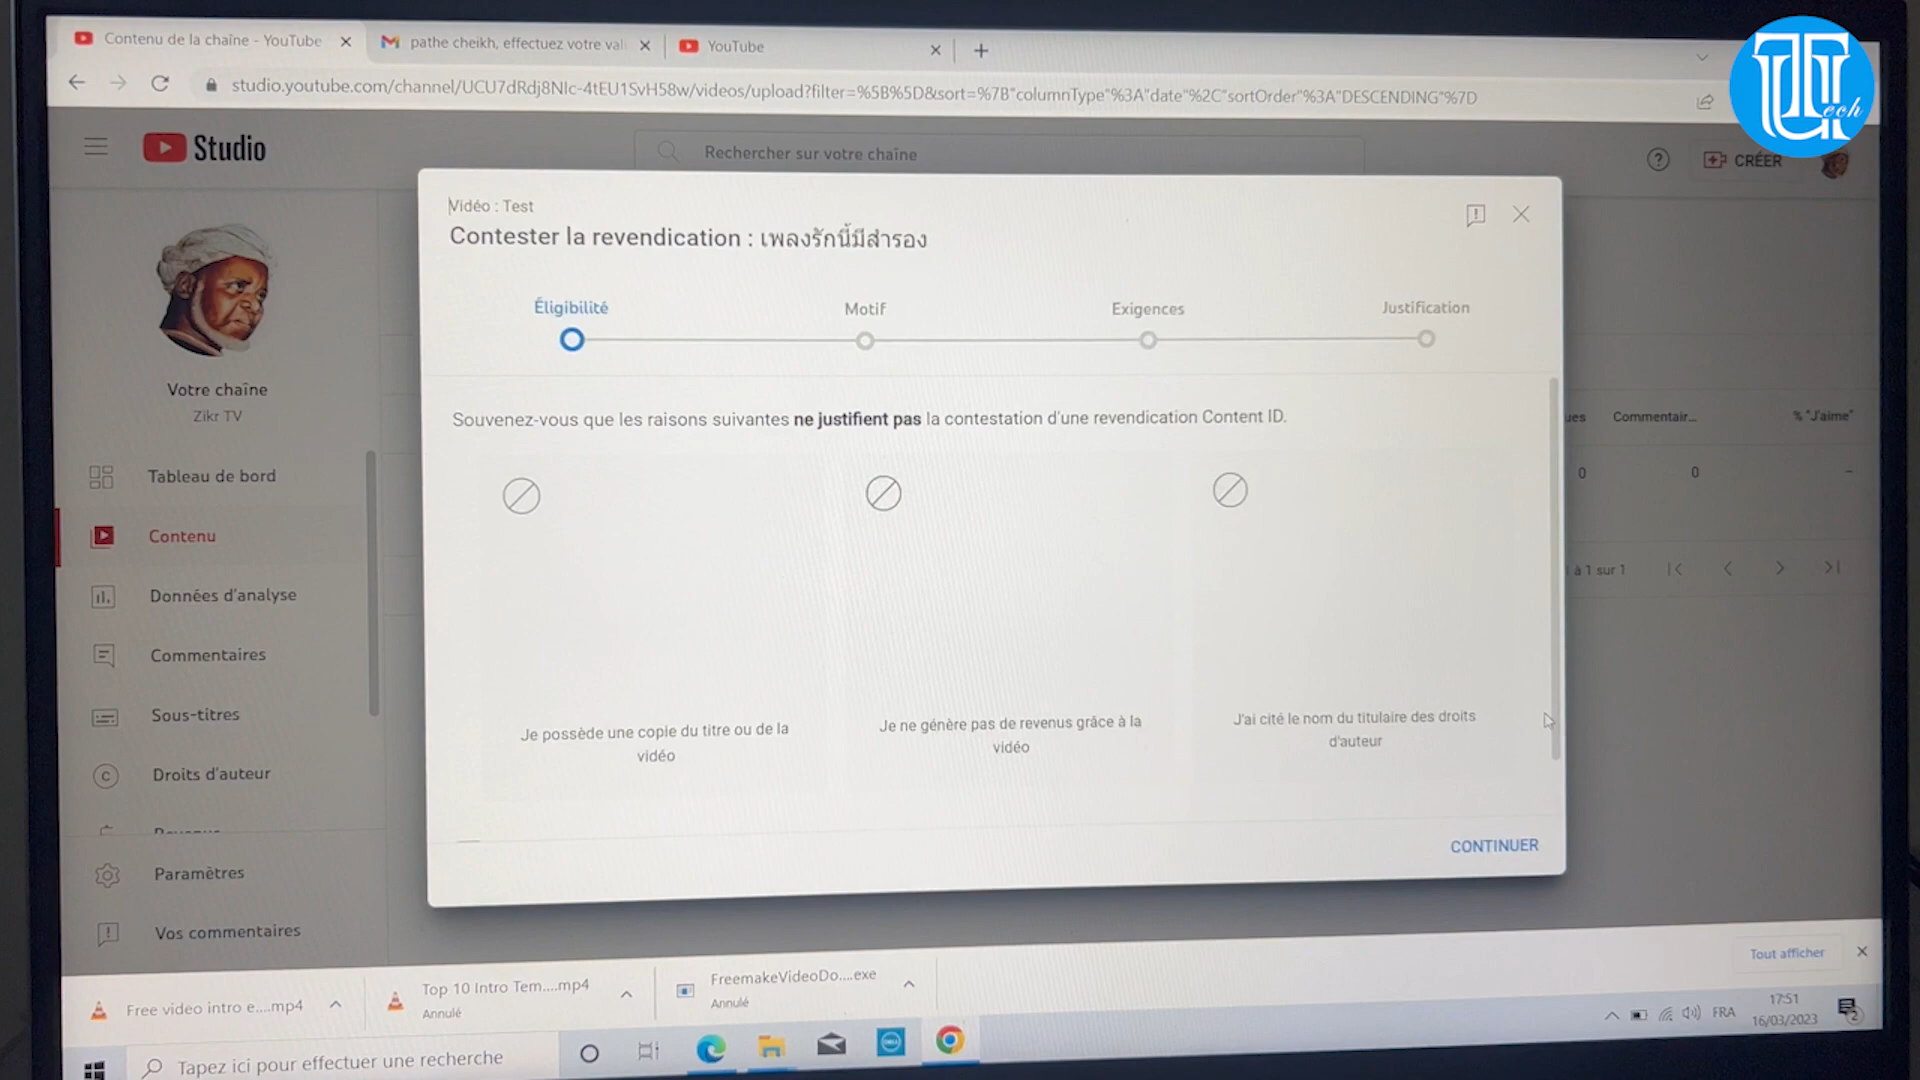 Contenu de la chaîne - YouTube
pathe cheikh, effectuez votre val
YouTube
studio.youtube.com/channel/UCU7dRdj8NIc-4tEU1SvH58w/videos/upload?filter=%5B%5D&sort=%7B"columnType"%3A"date"%2C"sortOrder"%3A"DESCENDING"%7D
UTech
Studio
Rechercher sur votre chaîne
CRÉER
Vidéo : Test
Contester la revendication : เพลงรักนี้มีสำรอง
Éligibilité
Motif
Exigences
Justification
Votre chaîne
Zikr TV
Souvenez-vous que les raisons suivantes ne justifient pas la contestation d'une revendication Content ID.
ues
Commentair...
% "J'aime"
0
0
–
Tableau de bord
Contenu
Données d'analyse
Commentaires
Sous-titres
Droits d'auteur
Paramètres
Vos commentaires
à 1 sur 1
Je possède une copie du titre ou de la
vidéo
Je ne génère pas de revenus grâce à la
vidéo
J'ai cité le nom du titulaire des droits
d'auteur
CONTINUER
Tout afficher
Free video intro e....mp4
Top 10 Intro Tem....mp4
Annulé
FreemakeVideoDo....exe
Annulé
FRA
17:51
16/03/2023
2
Tapez ici pour effectuer une recherche